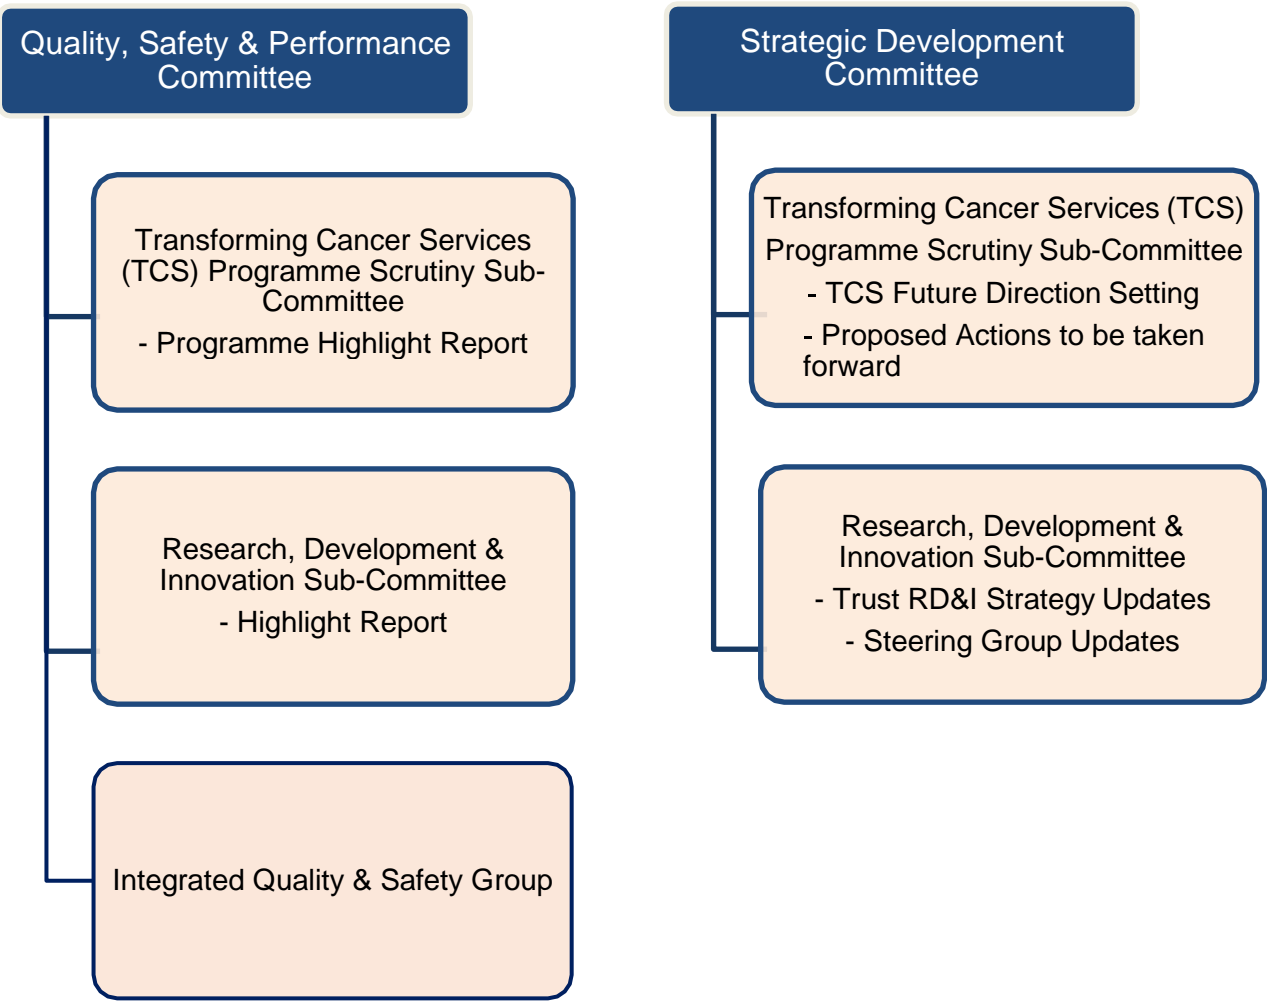 Quality, Safety & Performance
Committee
Transforming Cancer Services
(TCS) Programme Scrutiny Sub-
Committee
- Programme Highlight Report
Research, Development &
Innovation Sub-Committee
- Highlight Report
Integrated Quality & Safety Group
Strategic Development
Committee
Transforming Cancer Services (TCS)
Programme Scrutiny Sub-Committee
- TCS Future Direction Setting
- Proposed Actions to be taken
forward
Research, Development &
Innovation Sub-Committee
- Trust RD&I Strategy Updates
- Steering Group Updates